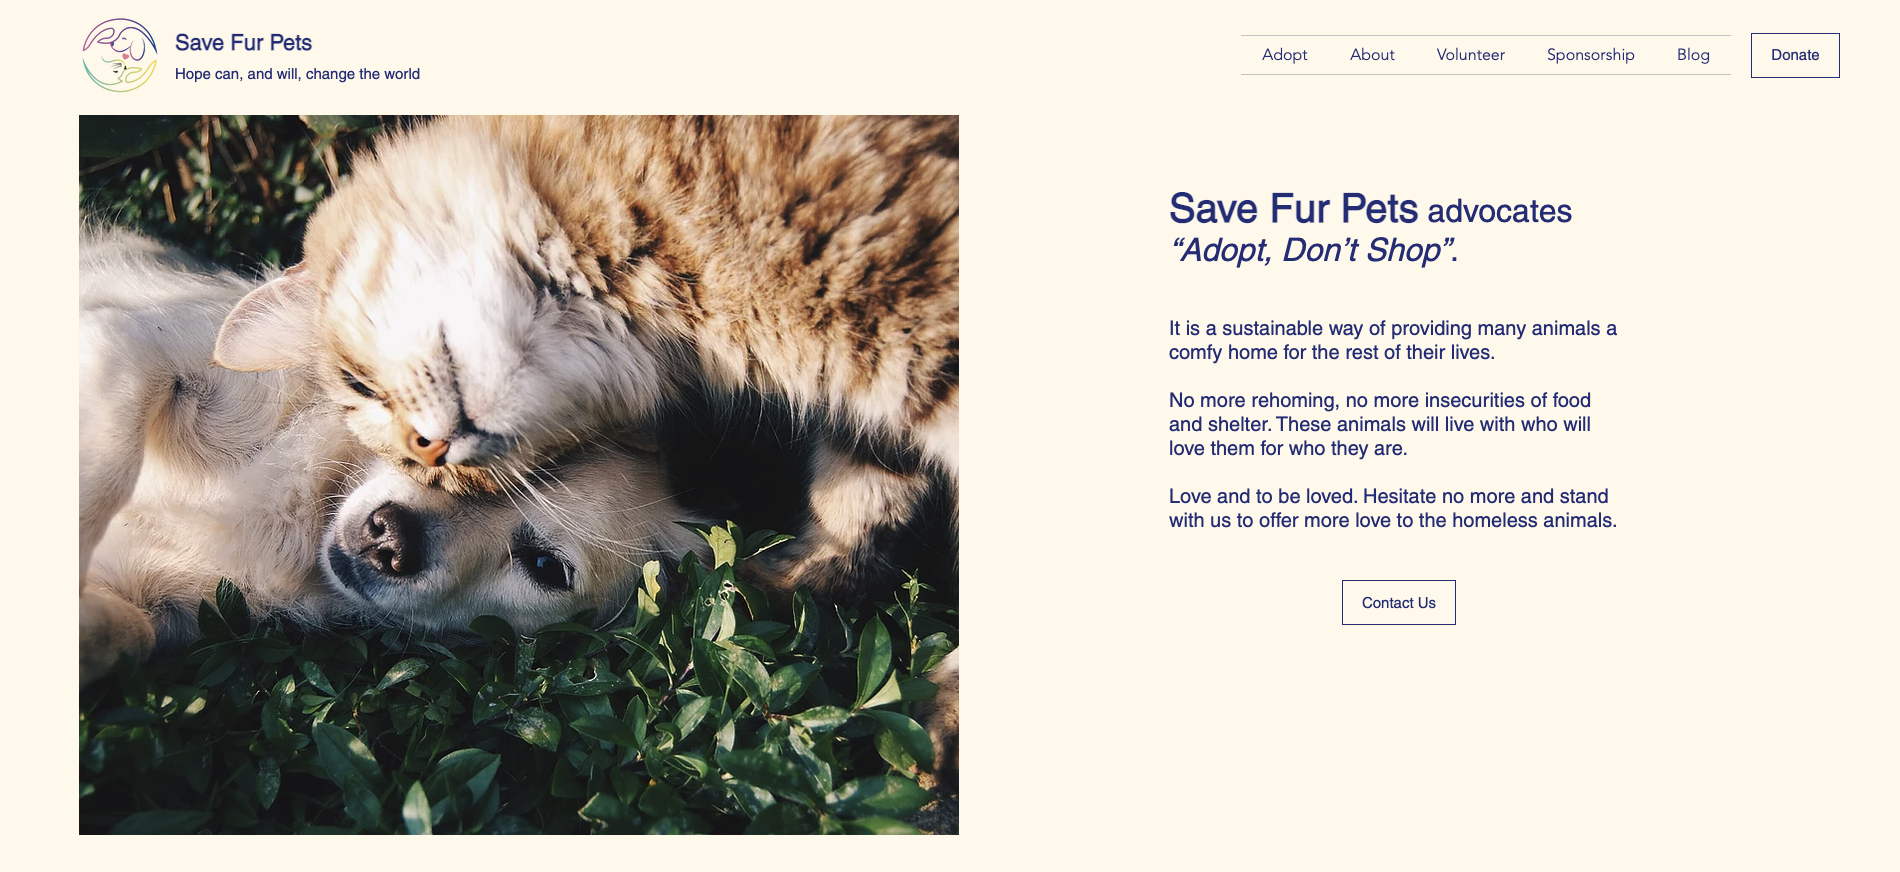 Save Fur Pets
Hope can, and will, change the world
Adopt About Volunteer Sponsorship Blog Donate
Save Fur Pets advocates
“Adopt, Don’t Shop”.
It is a sustainable way of providing many animals a
comfy home for the rest of their lives.
No more rehoming, no more insecurities of food
and shelter. These animals will live with who will
love them for who they are.
Love and to be loved. Hesitate no more and stand
with us to offer more love to the homeless animals.
Contact Us